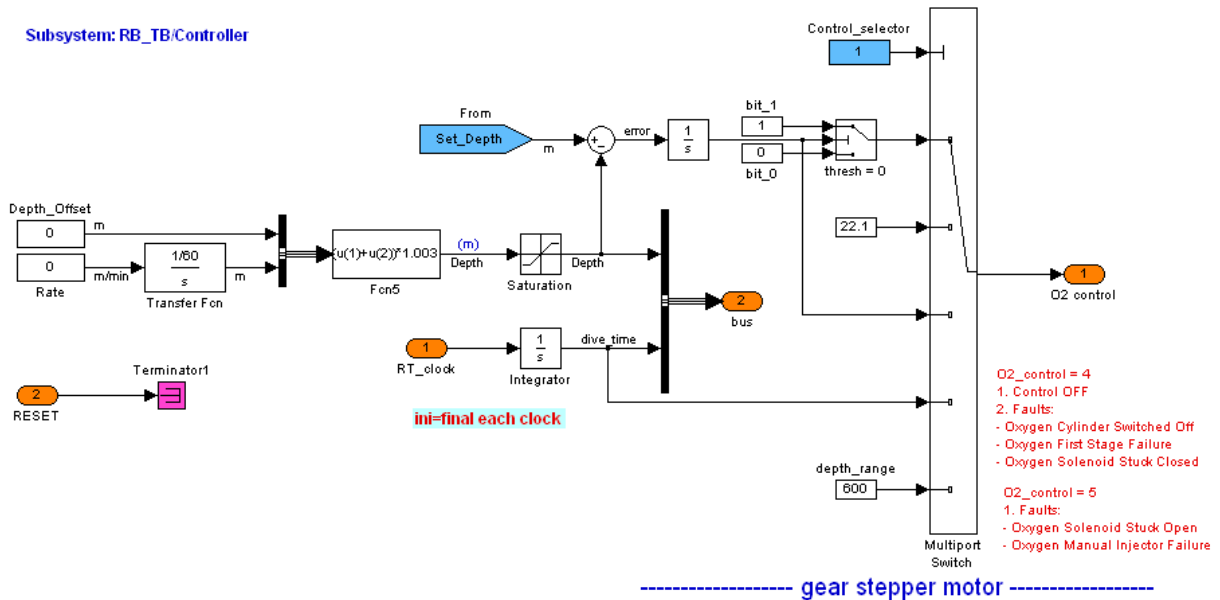 Subsystem: RB_TB/Controller
Control_selector
1
From
Set_Depth
m
+
-
error
1
s
bit_1
1
0
bit_0
thresh = 0
Depth_Offset
0
m
0
m/min
Rate
1/60
s
m
Transfer Fcn
(u(1)+u(2))*1.003
Fcn5
(m)
Depth
Saturation
Depth
22.1
1
O2 control
2
bus
1
RT_clock
1
s
Integrator
dive_time
2
RESET
Terminator1
ini=final each clock
depth_range
600
Multiport
Switch
O2_control = 4
1. Control OFF
2. Faults:
- Oxygen Cylinder Switched Off
- Oxygen First Stage Failure
- Oxygen Solenoid Stuck Closed
O2_control = 5
1. Faults:
- Oxygen Solenoid Stuck Open
- Oxygen Manual Injector Failure
------------------- gear stepper motor ------------------